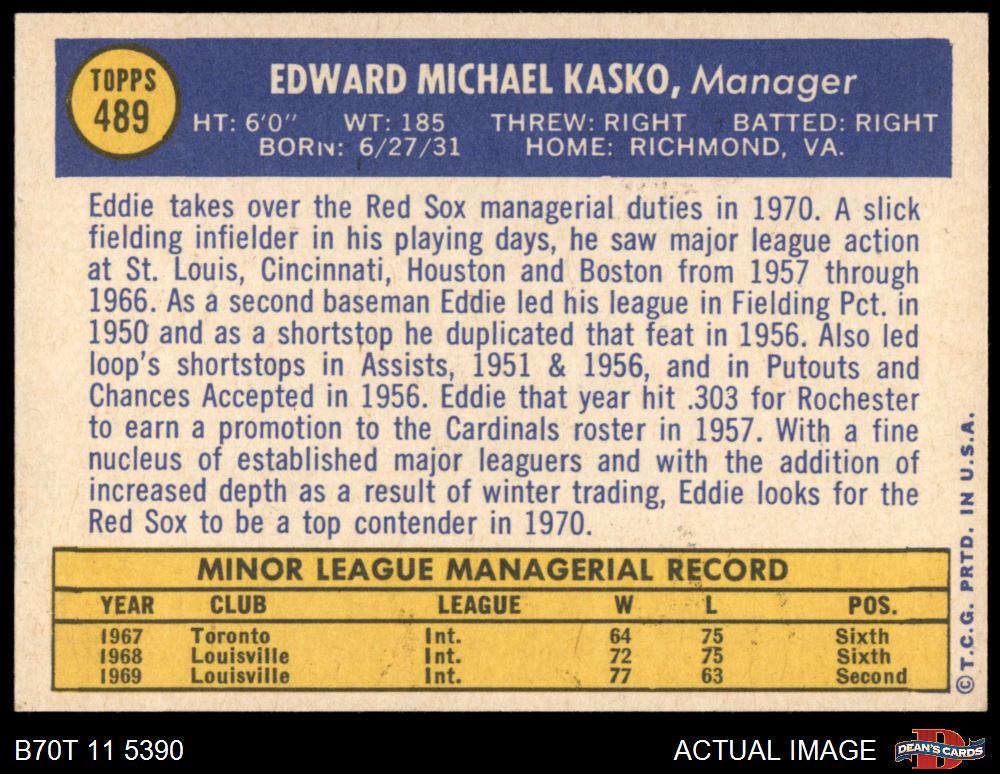 TOPPS
489
EDWARD MICHAEL KASKO, Manager
HT: 6'0" WT: 185 THREW: RIGHT BATTED: RIGHT
BORN: 6/27/31 HOME: RICHMOND, VA.
Eddie takes over the Red Sox managerial duties in 1970. A slick
fielding infielder in his playing days, he saw major league action
at St. Louis, Cincinnati, Houston and Boston from 1957 through
1966. As a second baseman Eddie led his league in Fielding Pct. in
1950 and as a shortstop he duplicated that feat in 1956. Also led
loop's shortstops in Assists, 1951 & 1956, and in Putouts and
Chances Accepted in 1956. Eddie that year hit .303 for Rochester
to earn a promotion to the Cardinals roster in 1957. With a fine
nucleus of established major leaguers and with the addition of
increased depth as a result of winter trading, Eddie looks for the
Red Sox to be a top contender in 1970.
MINOR LEAGUE MANAGERIAL RECORD
YEAR CLUB LEAGUE W L POS.
1967 Toronto Int. 64 75 Sixth
1968 Louisville Int. 72 75 Sixth
1969 Louisville Int. 77 63 Second
©T.C.G. PRTD. IN U.S.A.
B70T 11 5390 ACTUAL IMAGE DEAN'S CARDS